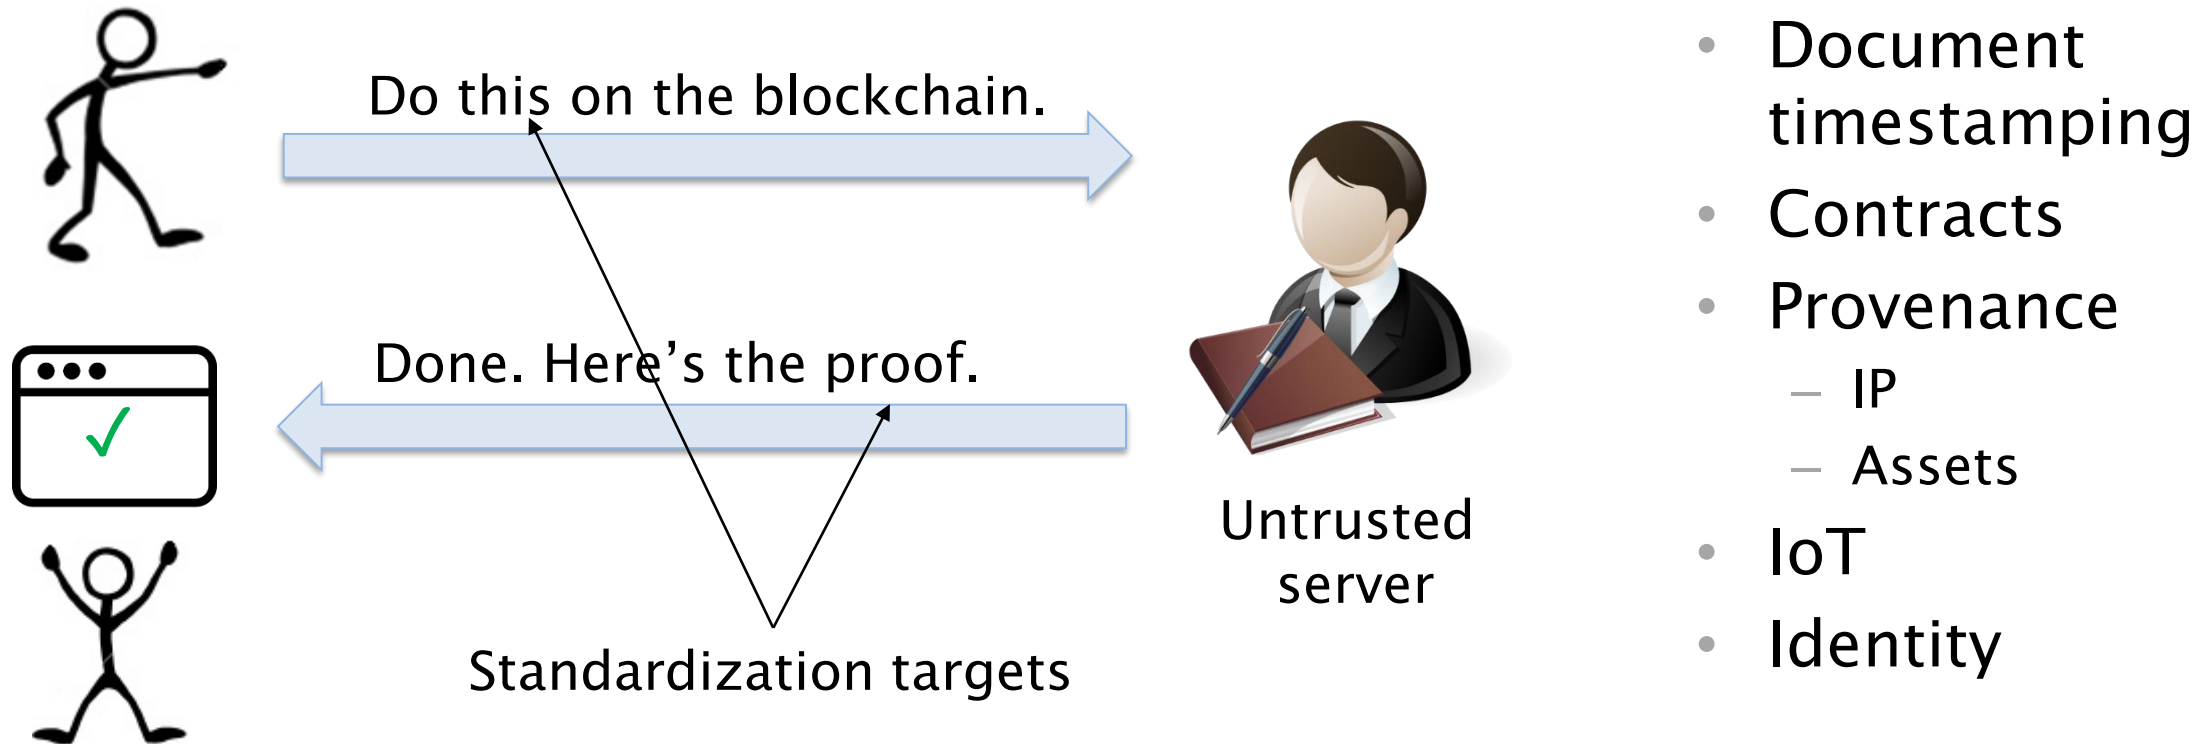 Do this on the blockchain.
Done. Here’s the proof.
Standardization targets
Untrusted
server
• Document
timestamping
• Contracts
• Provenance
– IP
– Assets
• IoT
• Identity